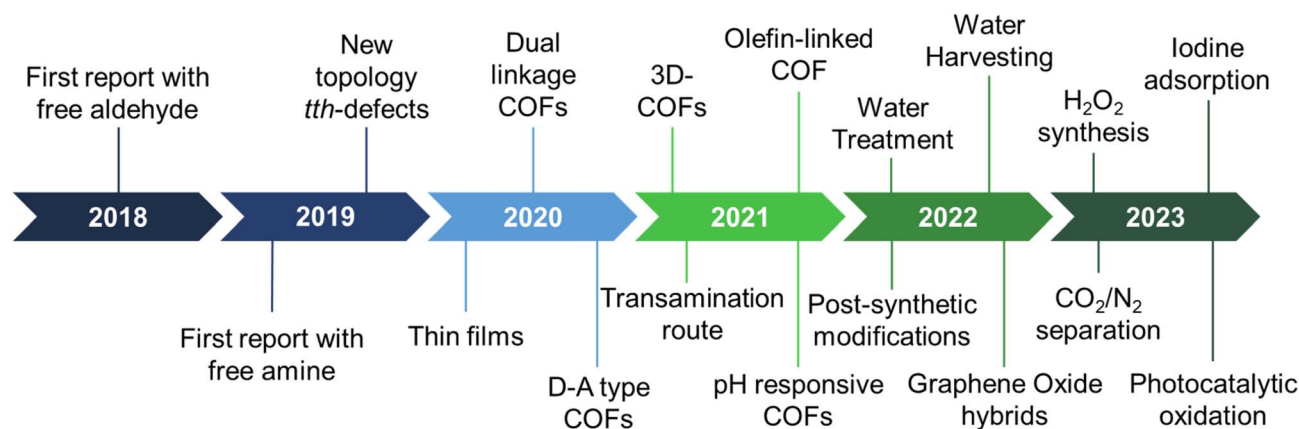 First report with
free aldehyde
New
topology
tth-defects
Dual
linkage
COFs
3D-
COFs
Olefin-linked
COF
Water
Treatment
Water
Harvesting
H₂O₂
synthesis
Iodine
adsorption
2018
2019
2020
2021
2022
2023
First report with
free amine
Thin films
D-A type
COFs
Transamination
route
pH responsive
COFs
Post-synthetic
modifications
Graphene Oxide
hybrids
CO₂/N₂
separation
Photocatalytic
oxidation